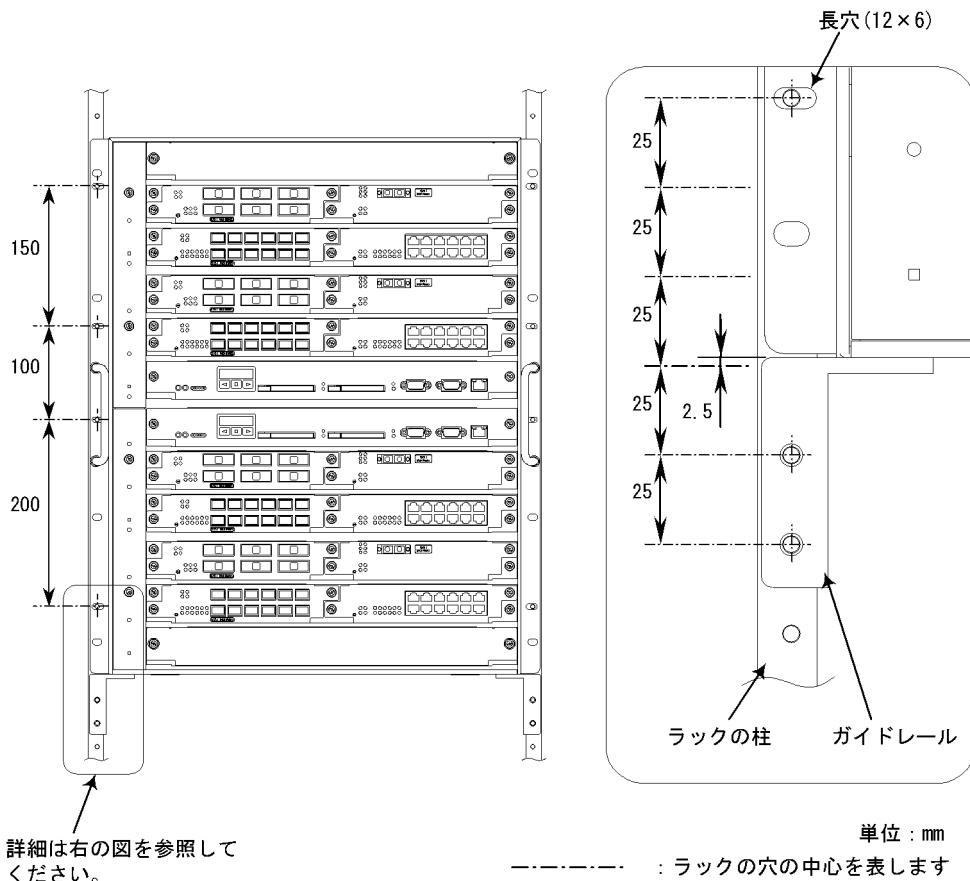 長穴(12×6)
150
100
200
25
25
25
25
2.5
25
ラックの柱
ガイドレール
詳細は右の図を参照して
ください。
単位：mm
：ラックの穴の中心を表します